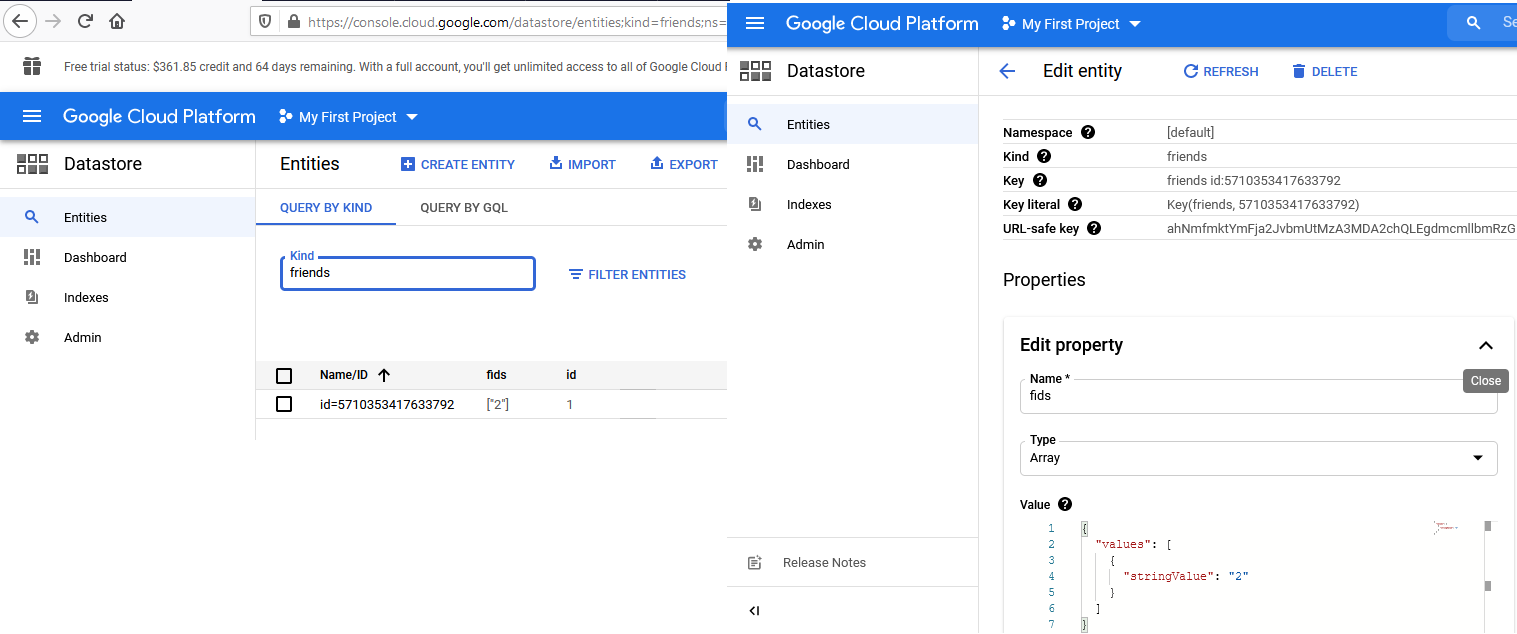 https://console.cloud.google.com/datastore/entities;kind=friends;ns=
Free trial status: $361.85 credit and 64 days remaining. With a full account, you'll get unlimited access to all of Google Cloud
Google Cloud Platform My First Project
Datastore
Entities
Dashboard
Indexes
Admin
Entities CREATE ENTITY IMPORT EXPORT
QUERY BY KIND QUERY BY GQL
Kind
friends
FILTER ENTITIES
Name/ID fids id
id=5710353417633792 ["2"] 1
Google Cloud Platform My First Project
Datastore
Entities
Dashboard
Indexes
Admin
Release Notes
Edit entity REFRESH DELETE
Namespace [default]
Kind friends
Key friends id:5710353417633792
Key literal Key(friends, 5710353417633792)
URL-safe key
Properties
Edit property
Close
Name *
fids
Type
Array
Value
1 {
2 "values": [
3 {
4 "stringValue": "2"
5 }
6 ]
7 }